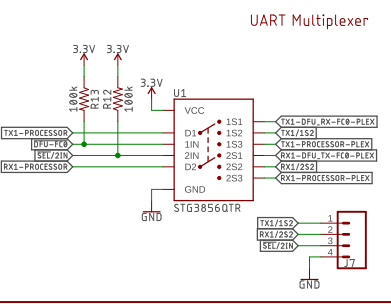 UART Multiplexer
3.3V 3.3V
3.3V
100k R13 R12 100k
U1
VCC
TX1-PROCESSOR D1 1S1 TX1-DFU_RX-FC0-PLEX
DFU-FC0 1IN 1S2 TX1/1S2
SEL/2IN 2IN 1S3 TX1-PROCESSOR-PLEX
RX1-PROCESSOR D2 2S1 RX1-DFU_TX-FC0-PLEX
2S2 RX1/2S2
2S3 RX1-PROCESSOR-PLEX
GND
GND STG3856QTR
TX1/1S2 1
RX1/2S2 2
SEL/2IN 3
4
J7
GND